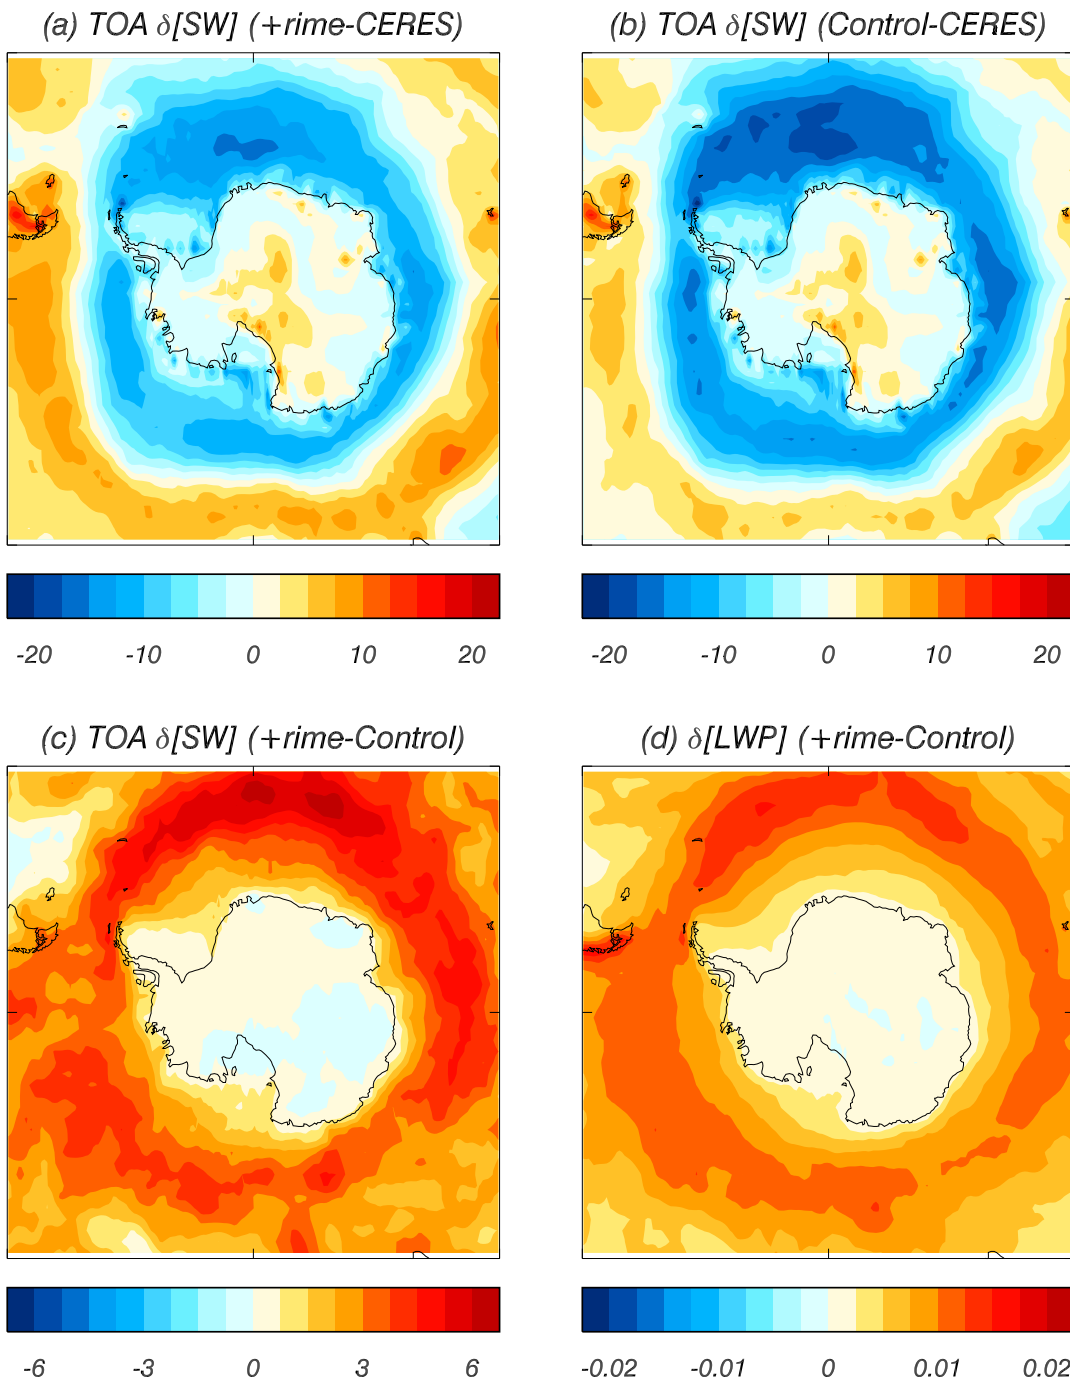 (a) TOA δ[SW] (+rime-CERES)
(b) TOA δ[SW] (Control-CERES)
-20 -10 0 10 20
-20 -10 0 10 20
(c) TOA δ[SW] (+rime-Control)
(d) δ[LWP] (+rime-Control)
-6 -3 0 3 6
-0.02 -0.01 0 0.01 0.02